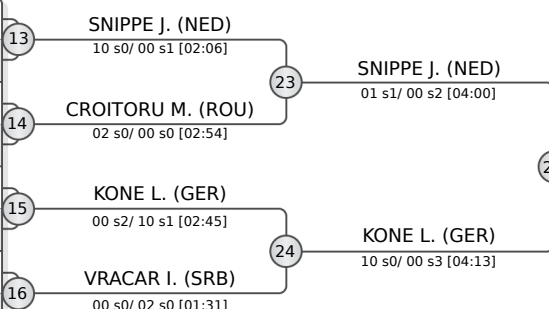 SNIPPE J. (NED)
13
10 s0/ 00 s1 [02:06]
23
SNIPPE J. (NED)
01 s1/ 00 s2 [04:00]
CROITORU M. (ROU)
14
02 s0/ 00 s0 [02:54]
2
KONE L. (GER)
15
00 s2/ 10 s1 [02:45]
24
KONE L. (GER)
10 s0/ 00 s3 [04:13]
VRACAR I. (SRB)
16
00 s0/ 02 s0 [01:31]